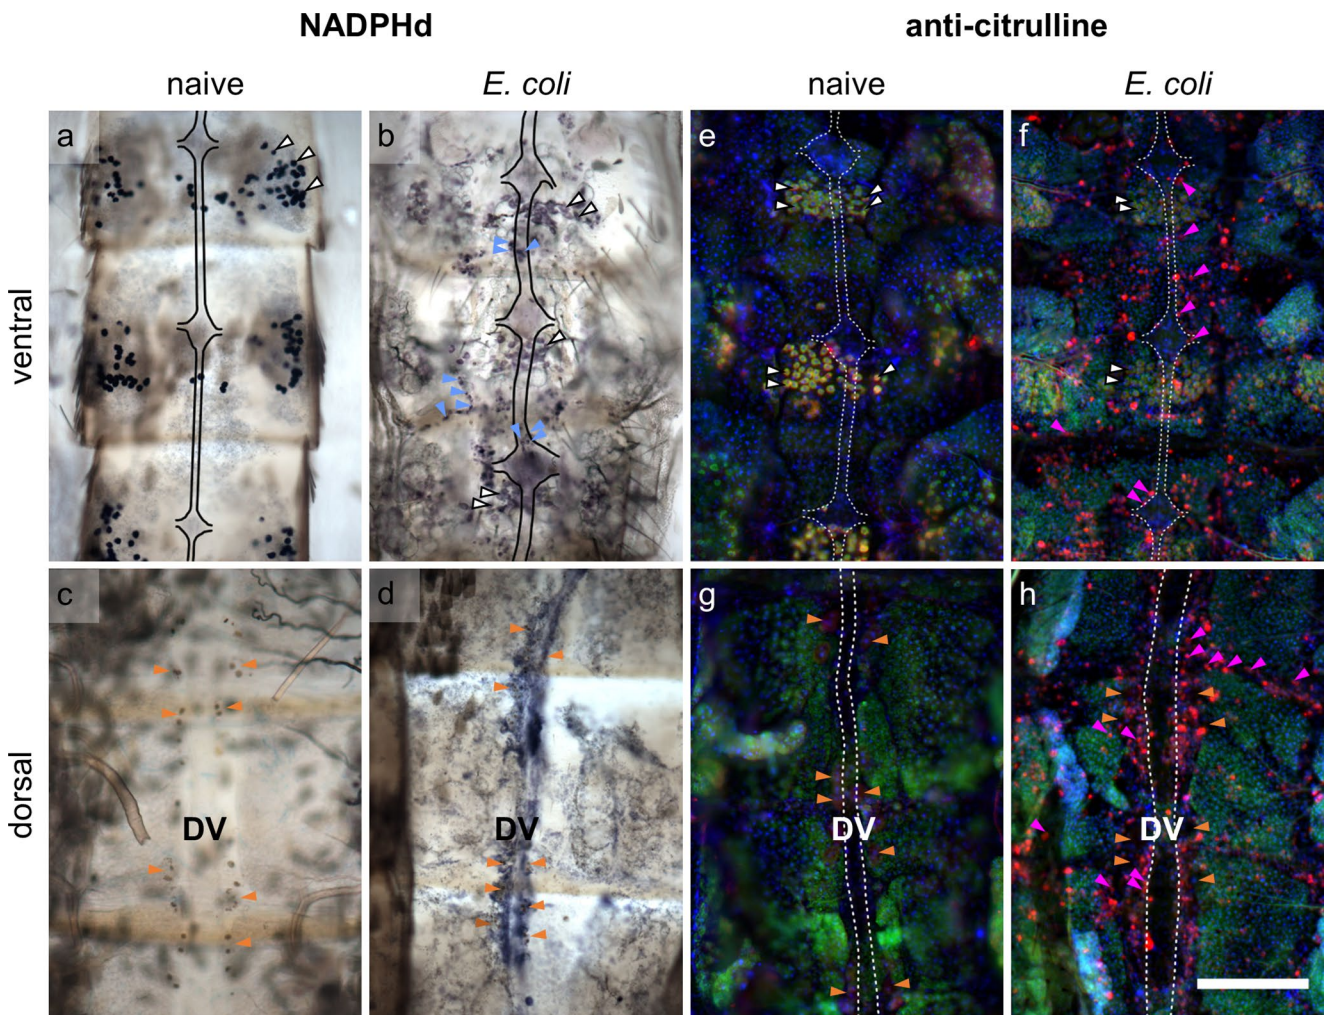 NADPHd anti-citrulline
naive E. coli naive E. coli
ventral
a b e f
dorsal
c d g h
DV DV DV DV